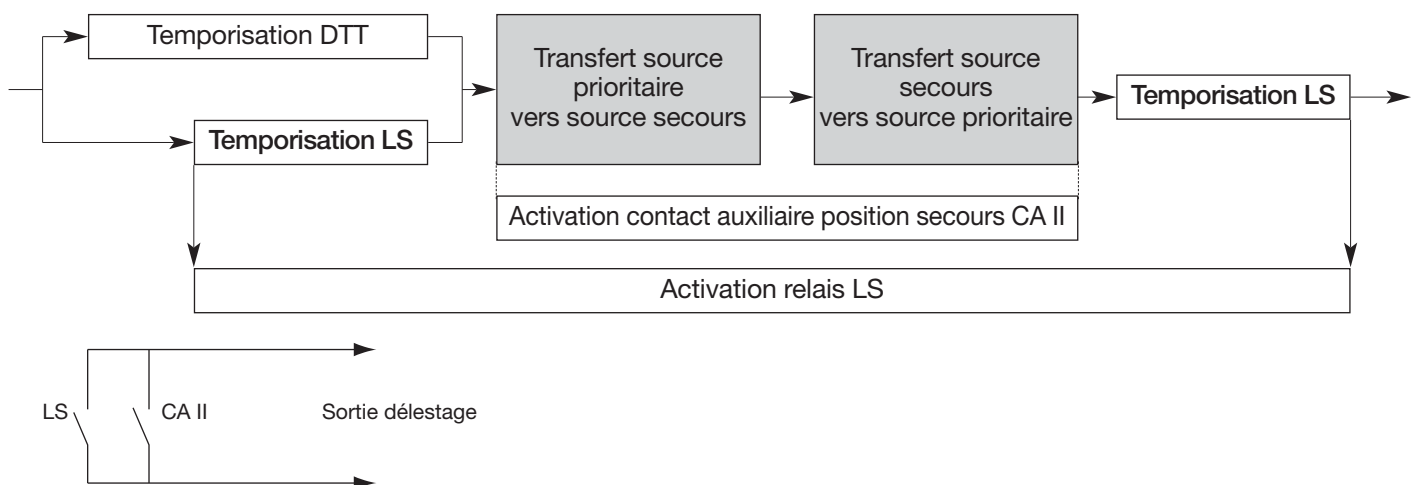 Temporisation DTT
Temporisation LS
Transfert source
prioritaire
vers source secours
Transfert source
secours
vers source prioritaire
Temporisation LS
Activation contact auxiliaire position secours CA II
Activation relais LS
LS
CA II
Sortie délestage